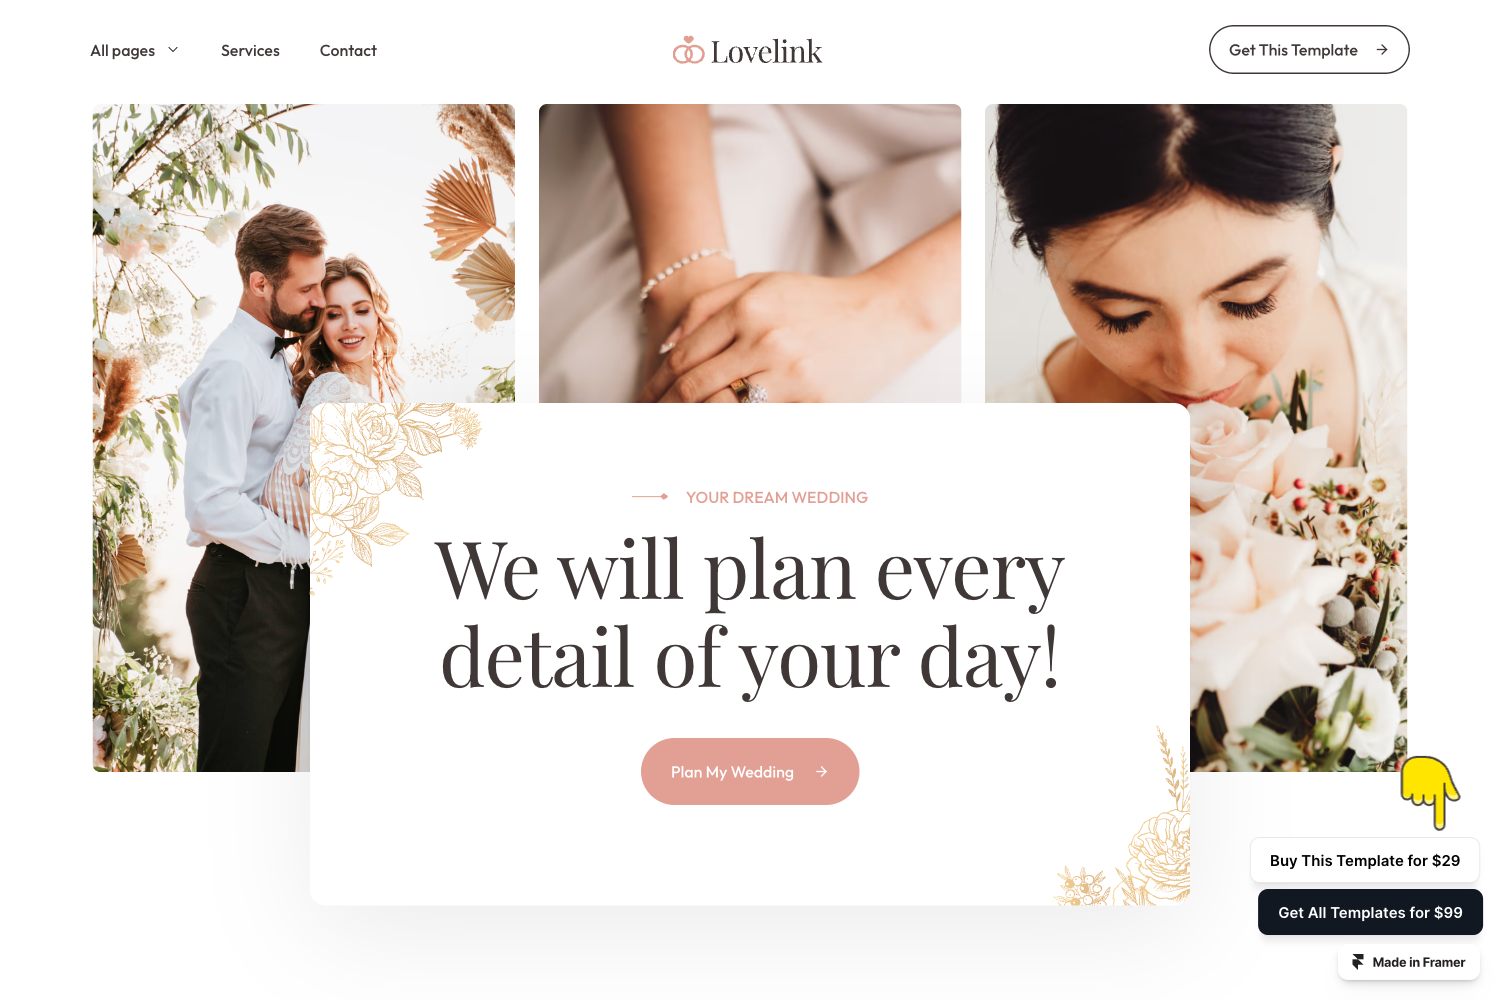 All pages
Services
Contact
Lovelink
Get This Template
YOUR DREAM WEDDING
We will plan every
detail of your day!
Plan My Wedding
Buy This Template for $29
Get All Templates for $99
Made in Framer